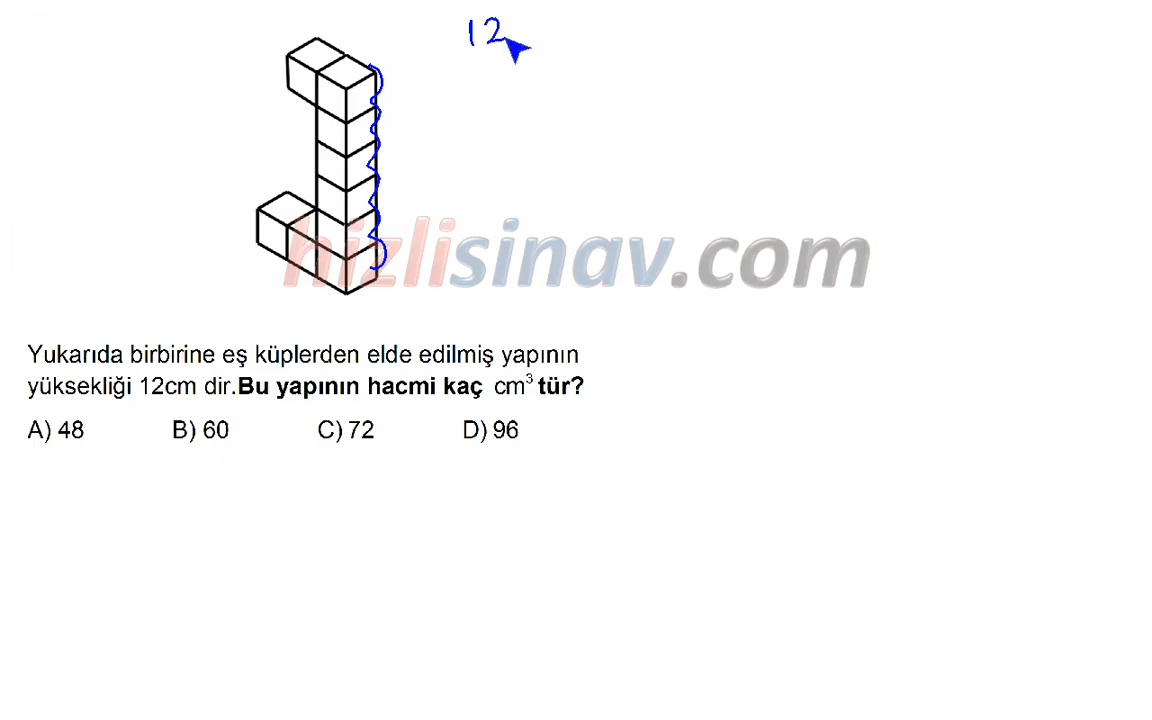 12
hizlisinav.com
Yukarıda birbirine eş küplerden elde edilmiş yapının
yüksekliği 12cm dir.Bu yapının hacmi kaç cm³ tür?
A) 48 B) 60 C) 72 D) 96